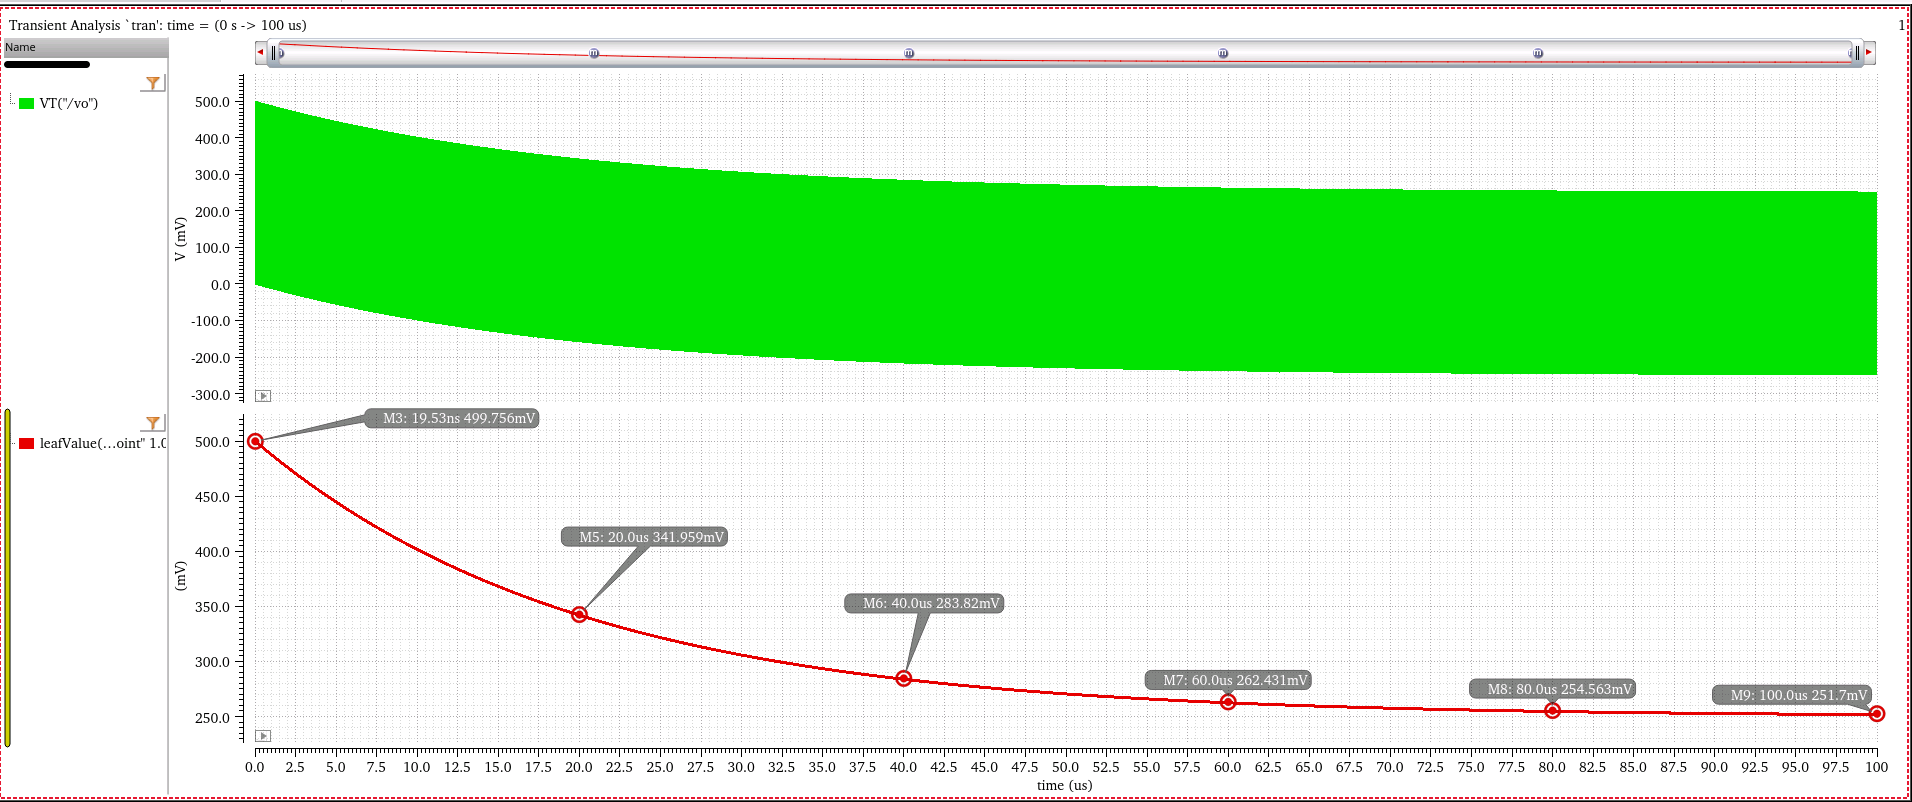 Transient Analysis `tran': time = (0 s -> 100 us)
1
Name
VT("/vo")
500.0
400.0
300.0
200.0
100.0
0.0
-100.0
-200.0
-300.0
V (mV)
leafValue(...oint" 1.0
500.0
450.0
400.0
350.0
300.0
250.0
(mV)
M3: 19.53ns 499.756mV
M5: 20.0us 341.959mV
M6: 40.0us 283.82mV
M7: 60.0us 262.431mV
M8: 80.0us 254.563mV
M9: 100.0us 251.7mV
0.0 2.5 5.0 7.5 10.0 12.5 15.0 17.5 20.0 22.5 25.0 27.5 30.0 32.5 35.0 37.5 40.0 42.5 45.0 47.5 50.0 52.5 55.0 57.5 60.0 62.5 65.0 67.5 70.0 72.5 75.0 77.5 80.0 82.5 85.0 87.5 90.0 92.5 95.0 97.5 100
time (us)